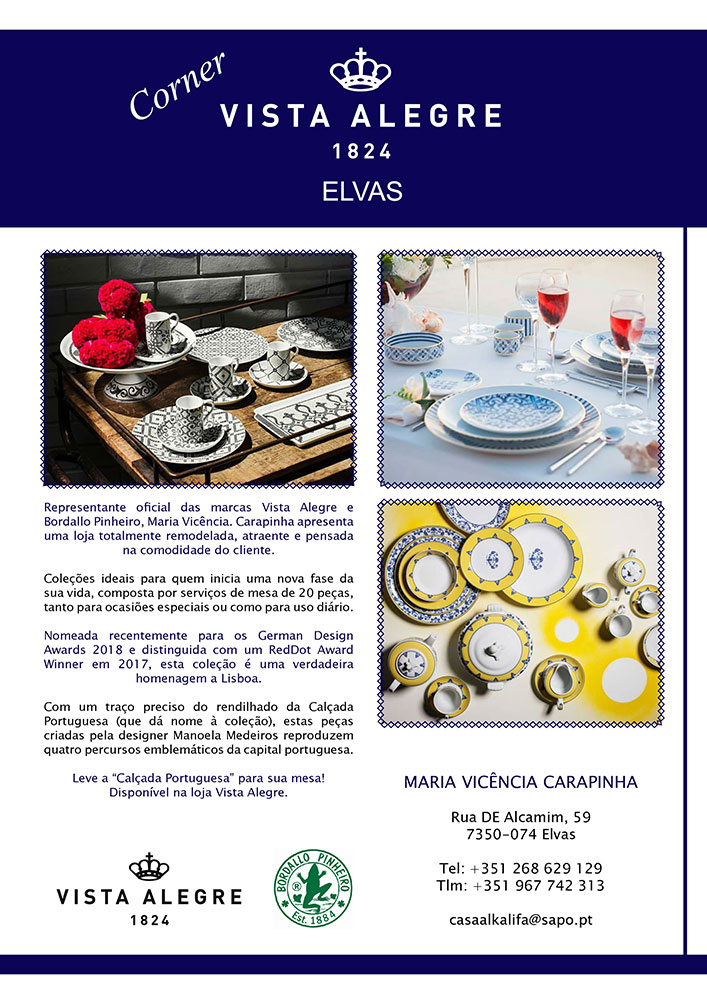 Corner
VISTA ALEGRE
1824
ELVAS
Representante oficial das marcas Vista Alegre e
Bordallo Pinheiro, Maria Vicência. Carapinha apresenta
uma loja totalmente remodelada, atraente e pensada
na comodidade do cliente.
Coleções ideais para quem inicia uma nova fase da
sua vida, composta por serviços de mesa de 20 peças,
tanto para ocasiões especiais ou como para uso diário.
Nomeada recentemente para os German Design
Awards 2018 e distinguida com um RedDot Award
Winner em 2017, esta coleção é uma verdadeira
homenagem a Lisboa.
Com um traço preciso do rendilhado da Calçada
Portuguesa (que dá nome à coleção), estas peças
criadas pela designer Manoela Medeiros reproduzem
quatro percursos emblemáticos da capital portuguesa.
Leve a “Calçada Portuguesa” para sua mesa!
Disponível na loja Vista Alegre.
VISTA ALEGRE
1824
BORDALLO PINHEIRO
®
Est. 1884
MARIA VICÊNCIA CARAPINHA
Rua DE Alcamim, 59
7350-074 Elvas
Tel: +351 268 629 129
Tlm: +351 967 742 313
casaalkalifa@sapo.pt